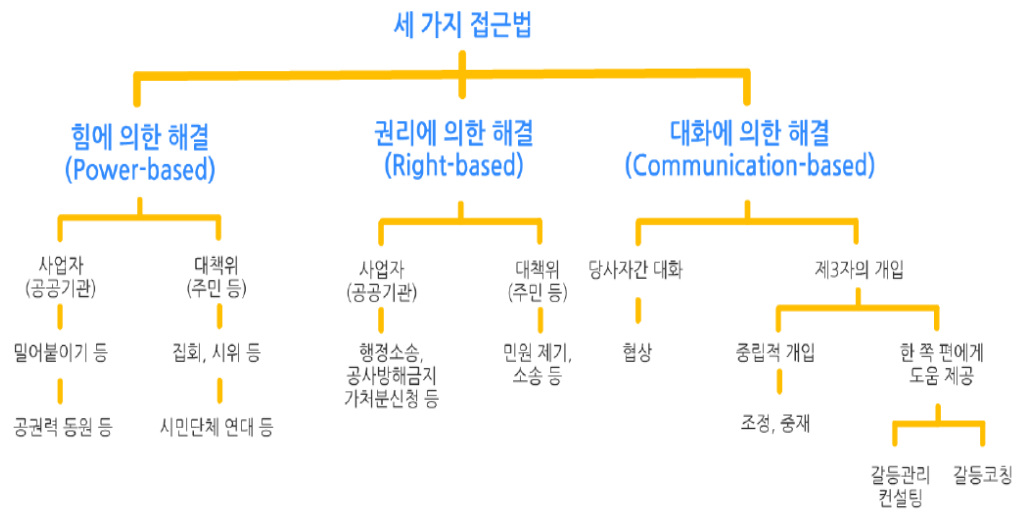 세 가지 접근법
힘에 의한 해결
(Power-based)
권리에 의한 해결
(Right-based)
대화에 의한 해결
(Communication-based)
사업자
(공공기관)
대책위
(주민 등)
사업자
(공공기관)
대책위
(주민 등)
당사자간 대화
제3자의 개입
밀어붙이기 등
집회, 시위 등
행정소송,
공사방해금지
가처분신청 등
민원 제기,
소송 등
협상
중립적 개입
한 쪽 편에게
도움 제공
공권력 동원 등
시민단체 연대 등
조정, 중재
갈등관리
컨설팅
갈등코칭